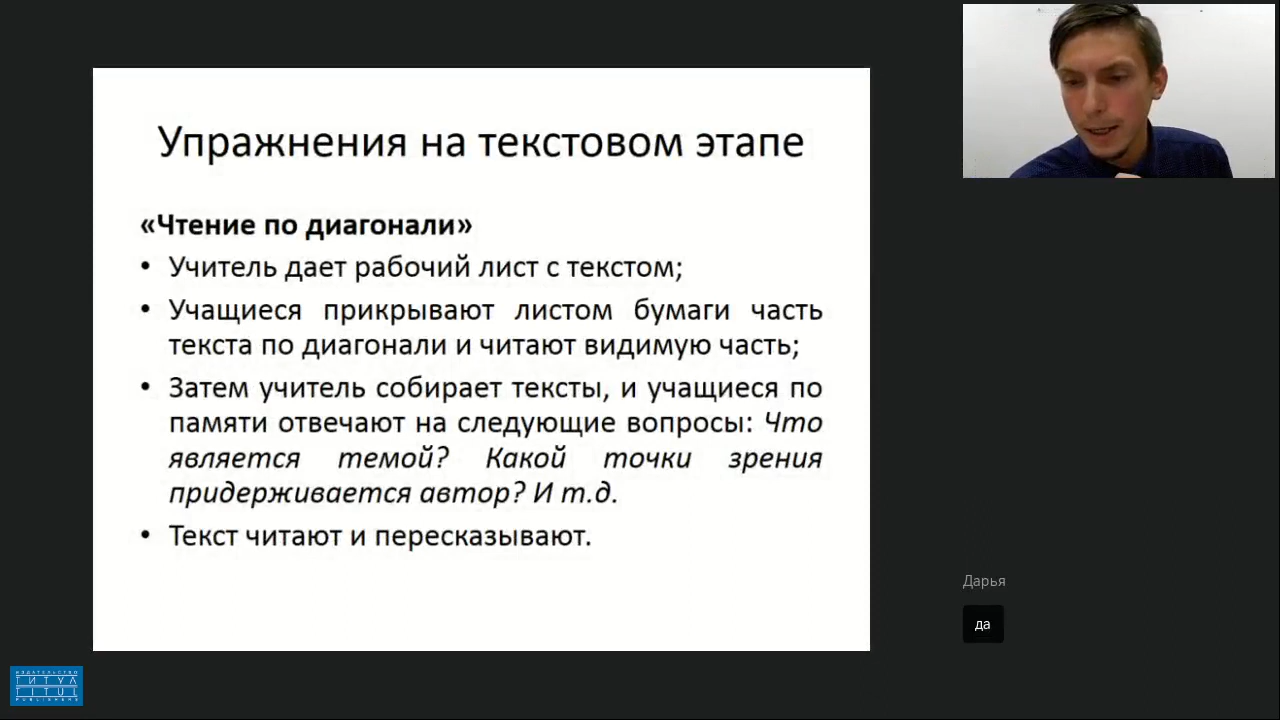 Упражнения на текстовом этапе
«Чтение по диагонали»
• Учитель дает рабочий лист с текстом;
• Учащиеся прикрывают листом бумаги часть
текста по диагонали и читают видимую часть;
• Затем учитель собирает тексты, и учащиеся по
памяти отвечают на следующие вопросы: Что
является темой? Какой точки зрения
придерживается автор? И т.д.
• Текст читают и пересказывают.
Дарья
да
ИЗДАТЕЛЬСТВО
ТИТУЛ
TITUL
PUBLISHERS